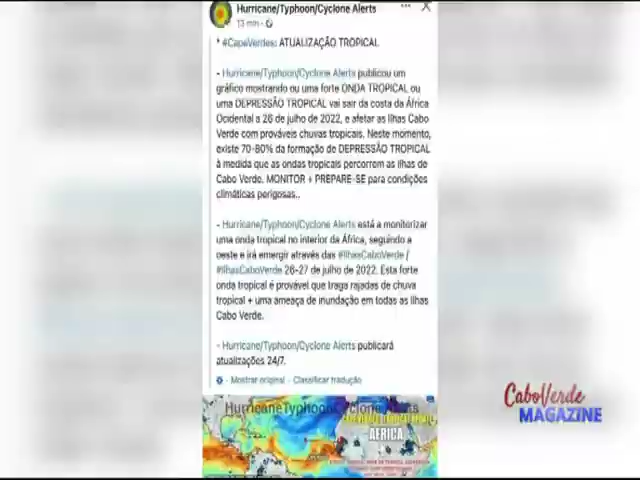 Hurricane/Typhoon/Cyclone Alerts
13 min
* #CapeVerdes: ATUALIZAÇÃO TROPICAL
- Hurricane/Typhoon/Cyclone Alerts publicou um
gráfico mostrando ou uma forte ONDA TROPICAL ou
uma DEPRESSÃO TROPICAL vai sair da costa da África
Ocidental a 26 de julho de 2022, e afetar as Ilhas Cabo
Verde com prováveis chuvas tropicais. Neste momento,
existe 70-80% da formação de DEPRESSÃO TROPICAL
à medida que as ondas tropicais percorrem as Ilhas de
Cabo Verde. MONITOR + PREPARE-SE para condições
climáticas perigosas..
- Hurricane/Typhoon/Cyclone Alerts está a monitorizar
uma onda tropical no interior da África, seguindo a
oeste e irá emergir através das #IlhasCaboVerde /
#IlhasCaboVerde 26-27 de julho de 2022. Esta forte
onda tropical é provável que traga rajadas de chuva
tropical + uma ameaça de inundação em todas as Ilhas
Cabo Verde.
- Hurricane/Typhoon/Cyclone Alerts publicará
atualizações 24/7.
Mostrar original · Classificar tradução
HurricaneTyphoonCyclone Alerts
AFRICA
CaboVerde
MAGAZINE